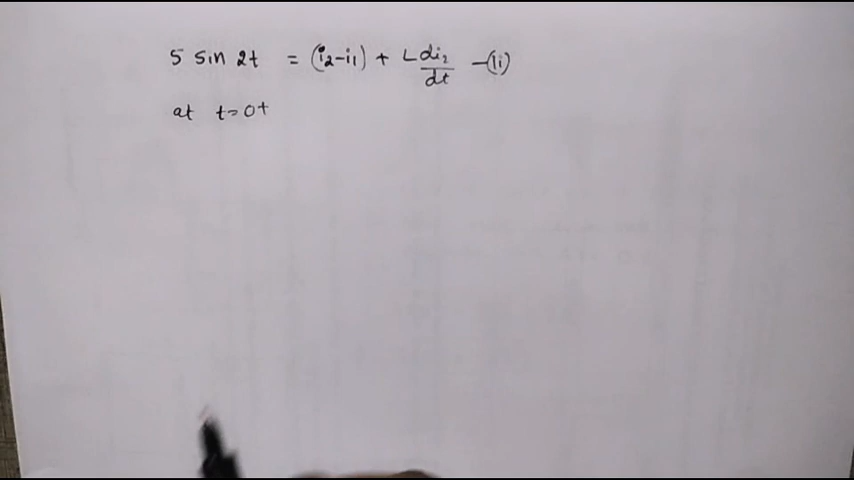 5 sin 2t = (i₂-i₁) + L di₂/dt -(ii)
at t=0+